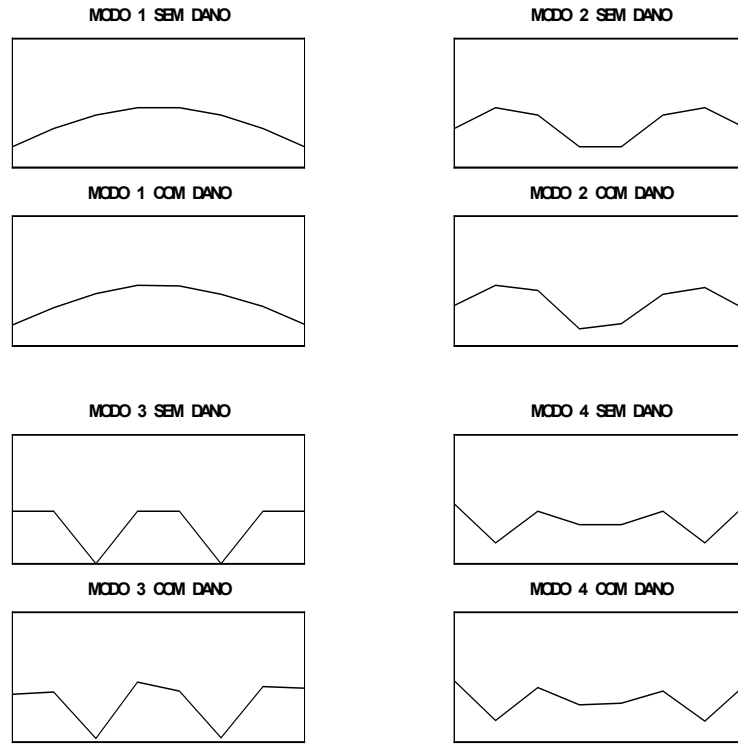 MODO 1 SEM DANO
MODO 2 SEM DANO
MODO 1 COM DANO
MODO 2 COM DANO
MODO 3 SEM DANO
MODO 4 SEM DANO
MODO 3 COM DANO
MODO 4 COM DANO